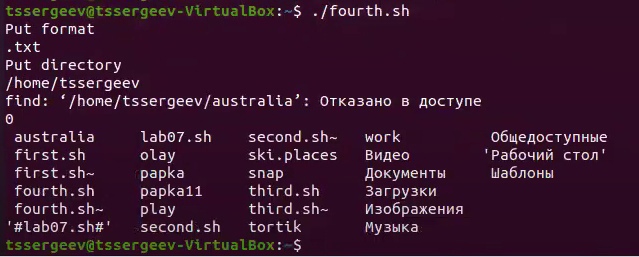 tssergeev@tssergeev-VirtualBox:~$ ./fourth.sh
Put format
.txt
Put directory
/home/tssergeev
find: ‘/home/tssergeev/australia’: Отказано в доступе
0
australia lab07.sh second.sh~ work Общедоступные
first.sh olay ski.places Видео 'Рабочий стол'
first.sh~ papka snap Документы Шаблоны
fourth.sh papka11 third.sh Загрузки
fourth.sh~ play third.sh~ Изображения
'#lab07.sh#' second.sh tortik Музыка
tssergeev@tssergeev-VirtualBox:~$